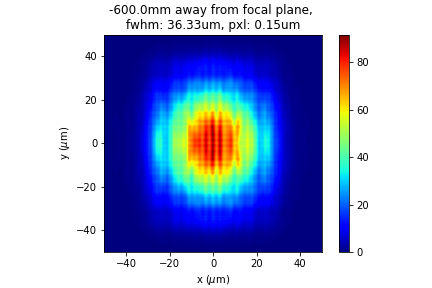 -600.0mm away from focal plane,
fwhm: 36.33um, pxl: 0.15um
40
20
0
−20
−40
y (μm)
−40 −20 0 20 40
x (μm)
80
60
40
20
0